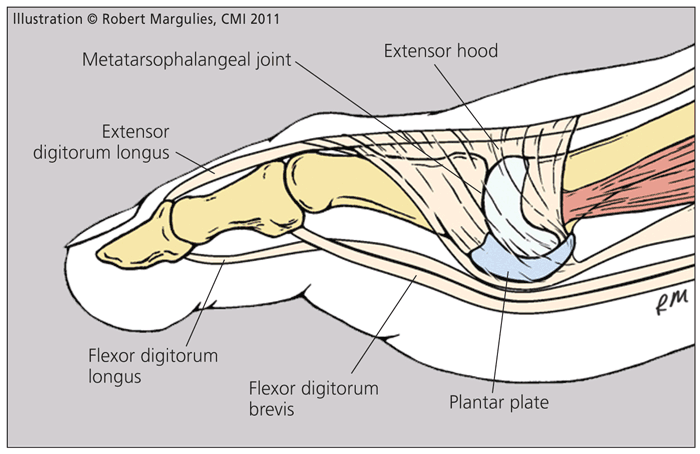 Illustration © Robert Margulies, CMI 2011
Extensor hood
Metatarsophalangeal joint
Extensor
digitorum longus
RM
Flexor digitorum
longus
Flexor digitorum
brevis
Plantar plate